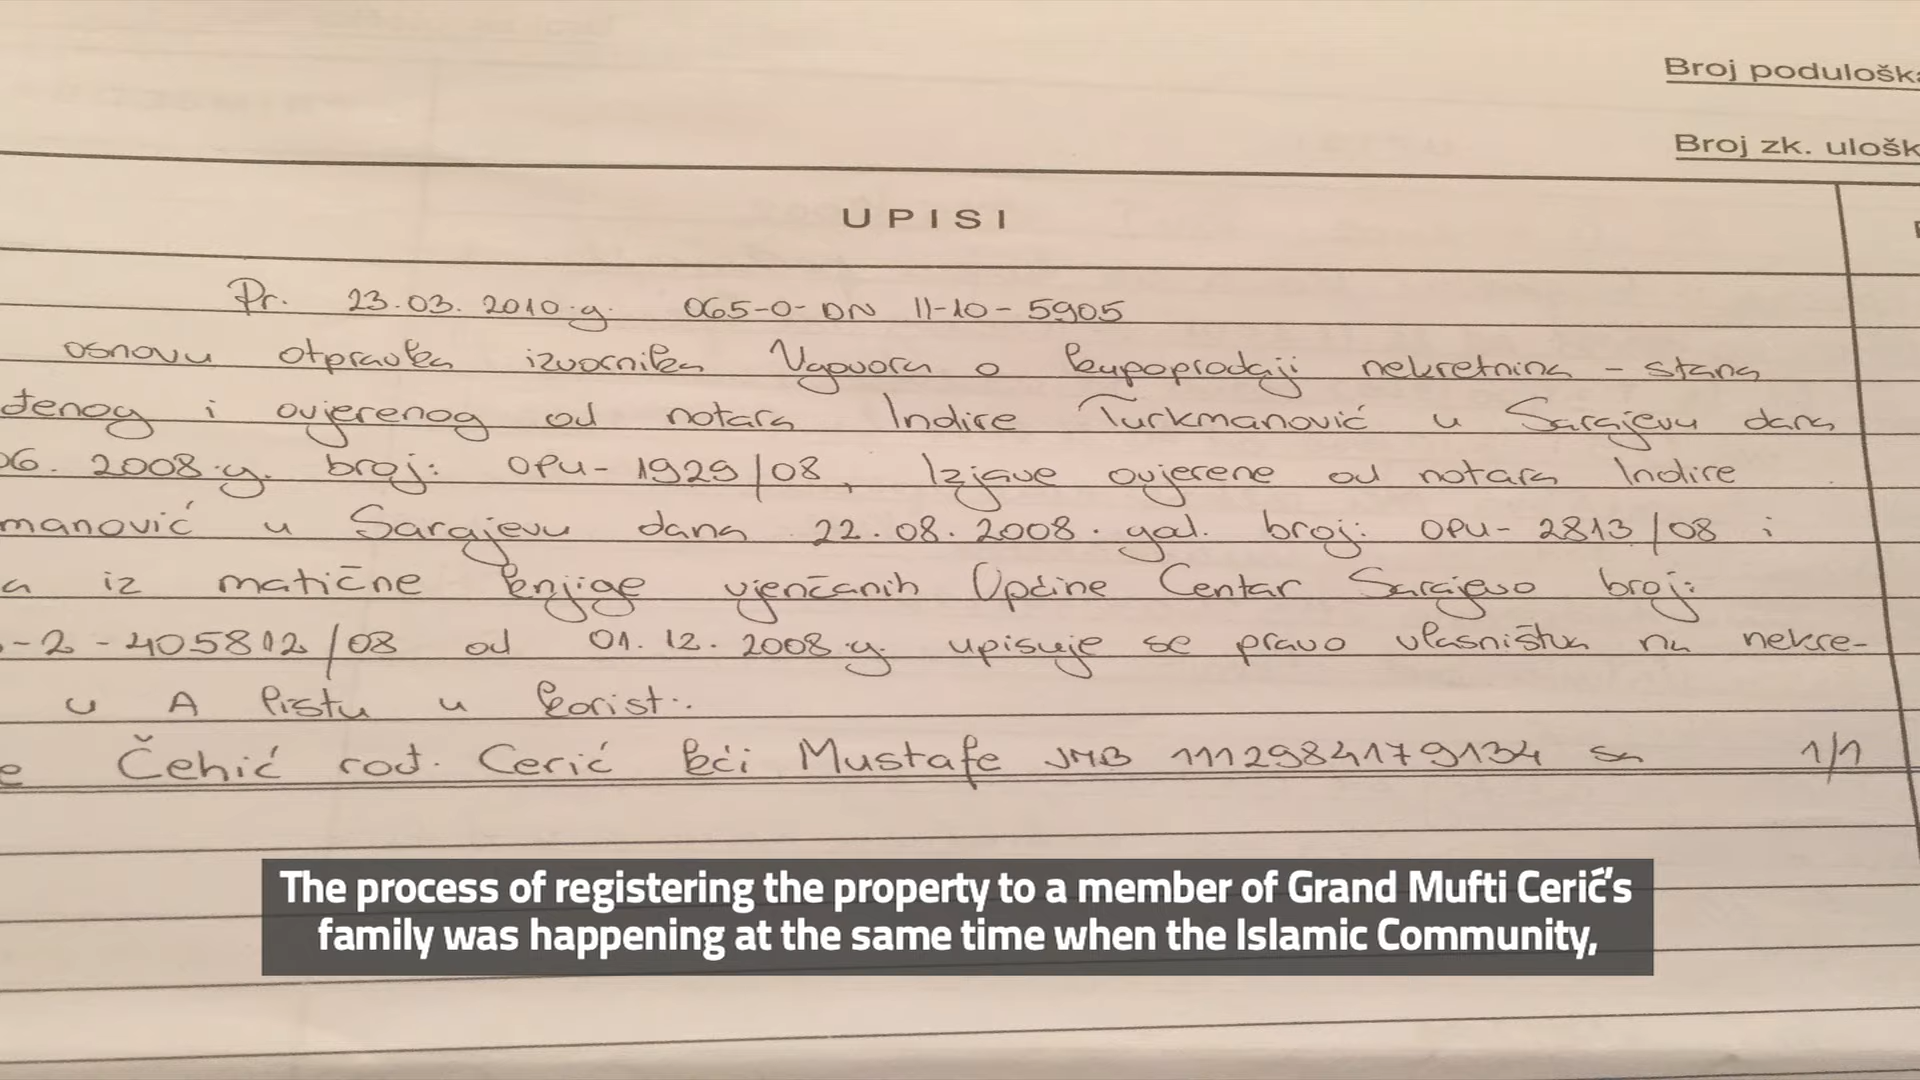 Broj podulošk
Broj zk. ulošk
UPISI
Pr. 23.03.2010.g. 065-0-DN 11-10-5905
osnovu otpravka izvornika Ugovora o kupoprodaji nekretnina - stana
đenog i ovjerenog od notara Indire Turkmanović u Sarajevu dana
06. 2008.g. broj: OPU-1929/08, Izjave ovjerene od notara Indire
manović u Sarajevu dana 22.08.2008.god. broj: OPU-2813/08 i
a iz matične knjige vjenčanih Općine Centar Sarajevo broj:
-2-405812/08 od 01.12.2008.g. upisuje se pravo vlasništva na nekre-
u A listu u korist:
e Čehić rođ. Cerić kći Mustafe JMB 1112984179134 sa 1/1
The process of registering the property to a member of Grand Mufti Cerić's
family was happening at the same time when the Islamic Community,